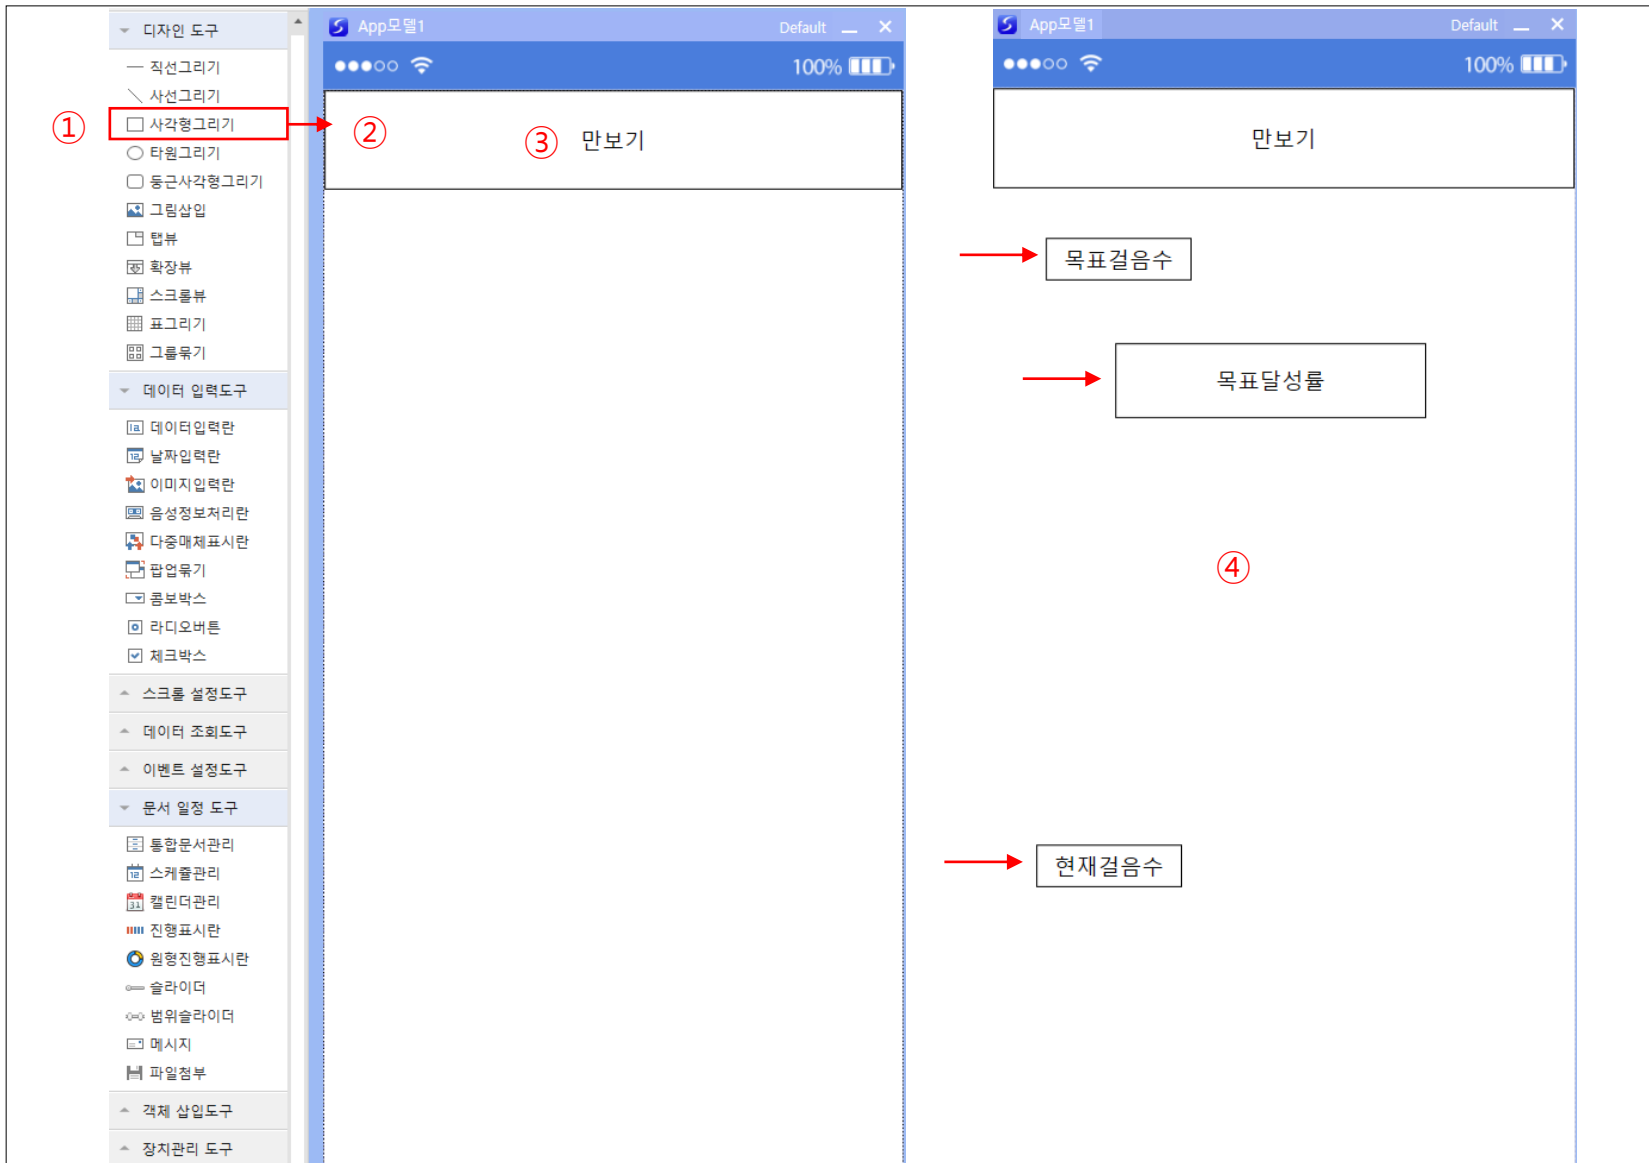 디자인 도구
직선그리기
사선그리기
① 사각형그리기
타원그리기
둥근사각형그리기
그림삽입
탭뷰
확장뷰
스크롤뷰
표그리기
그룹묶기
데이터 입력도구
데이터입력란
날짜입력란
이미지입력란
음성정보처리란
다중매체표시란
팝업묶기
콤보박스
라디오버튼
체크박스
스크롤 설정도구
데이터 조회도구
이벤트 설정도구
문서 일정 도구
통합문서관리
스케쥴관리
캘린더관리
진행표시란
원형진행표시란
슬라이더
범위슬라이더
메시지
파일첨부
객체 삽입도구
장치관리 도구
App모델1 Default
100%
② ③ 만보기
App모델1 Default
100%
만보기
목표걸음수
목표달성률
④
현재걸음수